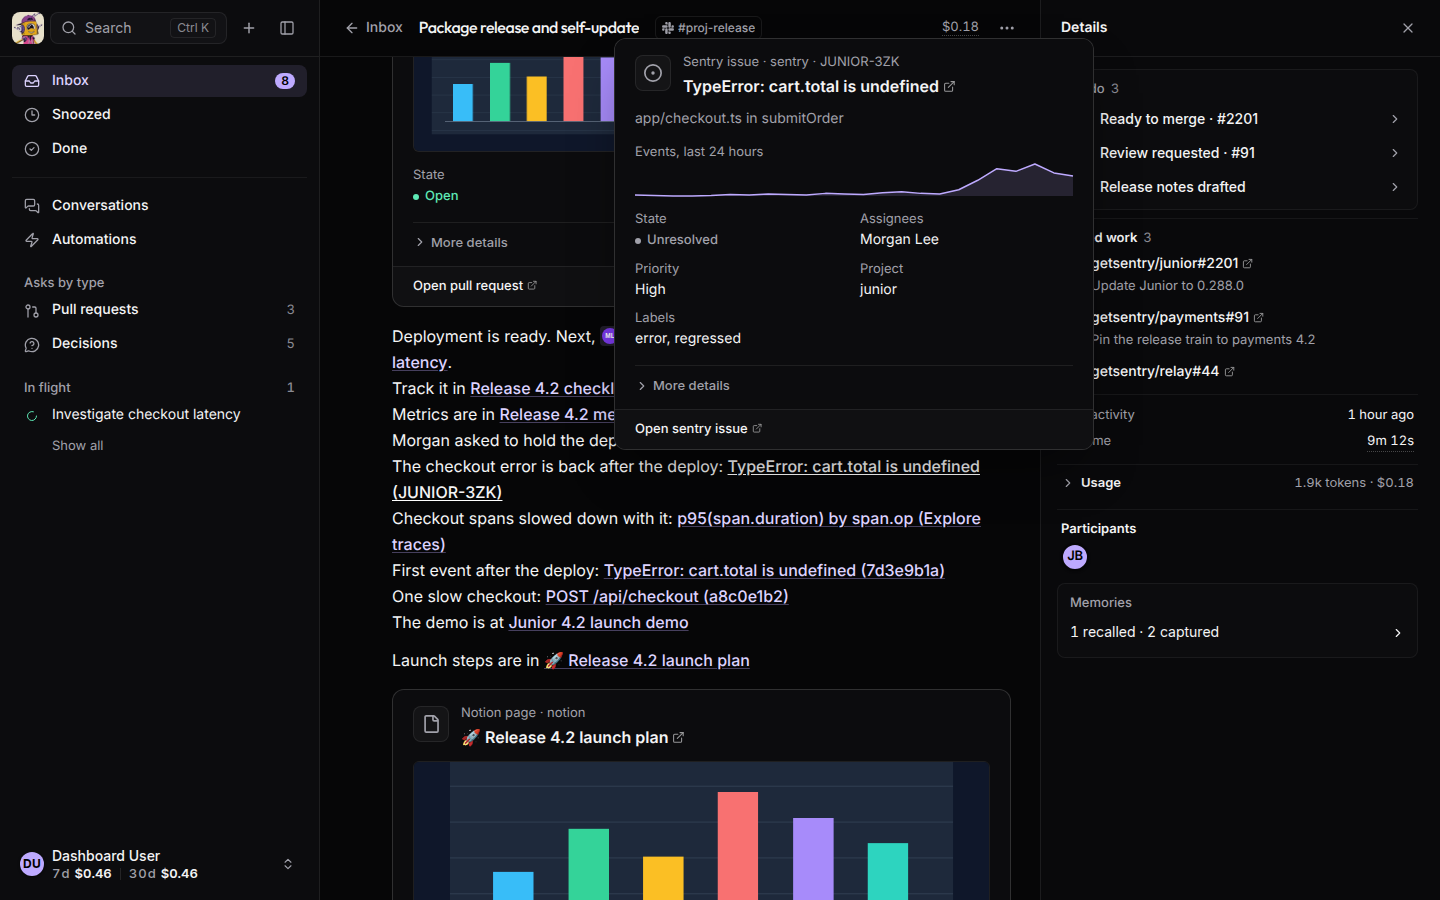 Search
Ctrl K
Inbox
8
Snoozed
Done
Conversations
Automations
Asks by type
Pull requests
3
Decisions
5
In flight
1
Investigate checkout latency
Show all
DU
Dashboard User
7d $0.46
30d $0.46
Inbox
Package release and self-update
#proj-release
$0.18
State
Open
More details
Open pull request
Deployment is ready. Next,
latency.
Track it in Release 4.2
Metrics are in Release 4.2
Morgan asked to hold the
The checkout error is back after the deploy: TypeError: cart.total is undefined
(JUNIOR-3ZK)
Checkout spans slowed down with it: p95(span.duration) by span.op (Explore
traces)
First event after the deploy: TypeError: cart.total is undefined (7d3e9b1a)
One slow checkout: POST /api/checkout (a8c0e1b2)
The demo is at Junior 4.2 launch demo
Launch steps are in 🚀 Release 4.2 launch plan
Notion page · notion
🚀 Release 4.2 launch plan
Sentry issue · sentry · JUNIOR-3ZK
TypeError: cart.total is undefined
app/checkout.ts in submitOrder
Events, last 24 hours
State
Unresolved
Assignees
Morgan Lee
Priority
High
Project
junior
Labels
error, regressed
More details
Open sentry issue
Details
3
Ready to merge · #2201
Review requested · #91
Release notes drafted
work 3
getsentry/junior#2201
Update Junior to 0.288.0
getsentry/payments#91
Pin the release train to payments 4.2
getsentry/relay#44
activity
1 hour ago
9m 12s
Usage
1.9k tokens · $0.18
Participants
JB
Memories
1 recalled · 2 captured